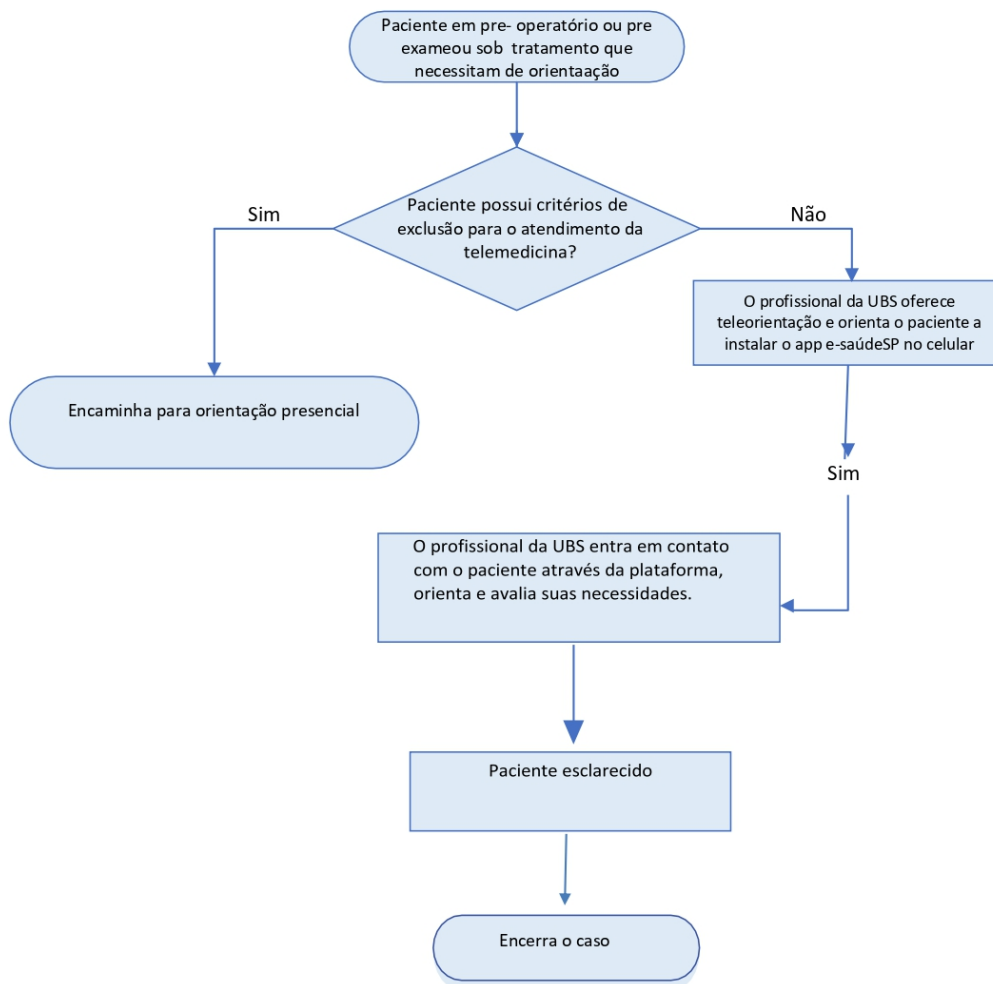 Paciente em pre- operatório ou pre
exameou sob tratamento que
necessitam de orientaação
Paciente possui critérios de
exclusão para o atendimento da
telemedicina?
Sim
Não
O profissional da UBS oferece
teleorientação e orienta o paciente a
instalar o app e-saúdeSP no celular
Encaminha para orientação presencial
Sim
O profissional da UBS entra em contato
com o paciente através da plataforma,
orienta e avalia suas necessidades.
Paciente esclarecido
Encerra o caso